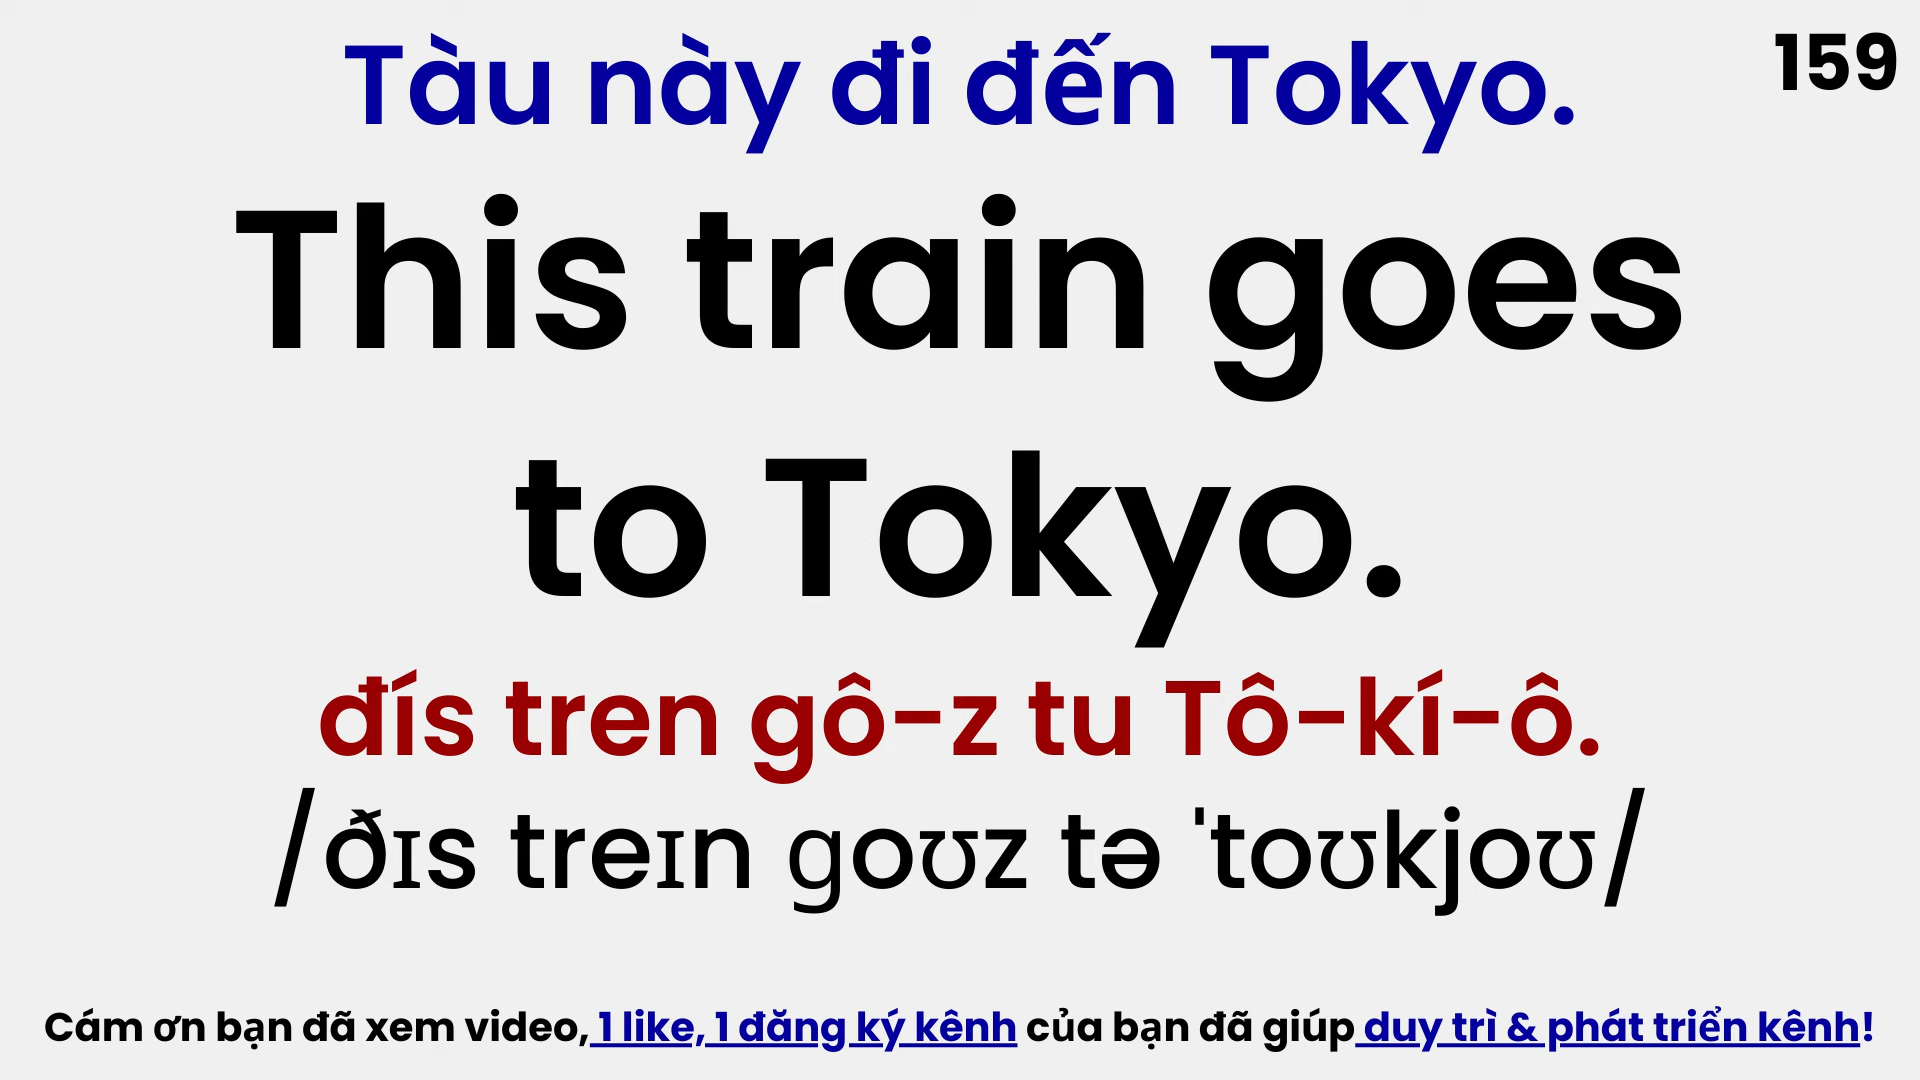 Tàu này đi đến Tokyo.
159
This train goes
to Tokyo.
đís tren gô-z tu Tô-kí-ô.
/ðɪs treɪn ɡoʊz tə ˈtoʊkjoʊ/
Cám ơn bạn đã xem video, 1 like, 1 đăng ký kênh của bạn đã giúp duy trì & phát triển kênh!